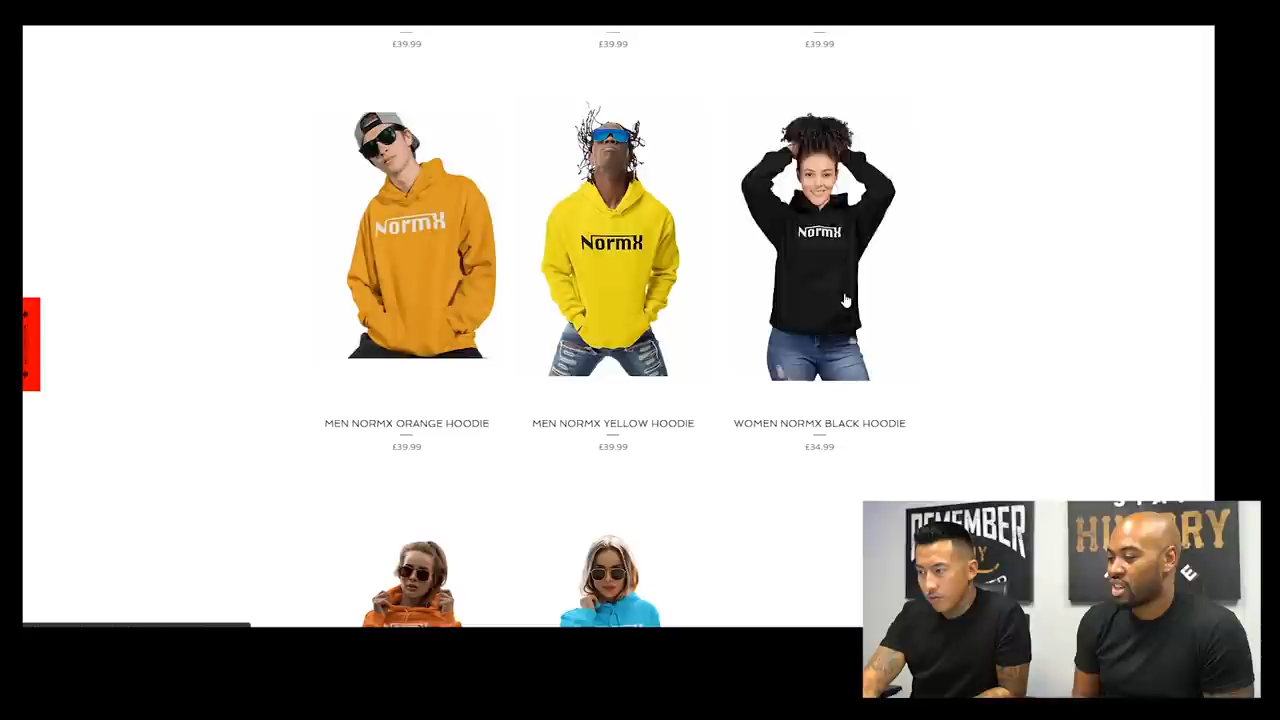 £39.99 £39.99 £39.99
NormX NormX NormX
MEN NORMX ORANGE HOODIE MEN NORMX YELLOW HOODIE WOMEN NORMX BLACK HOODIE
£39.99 £39.99 £34.99
REMEMBER